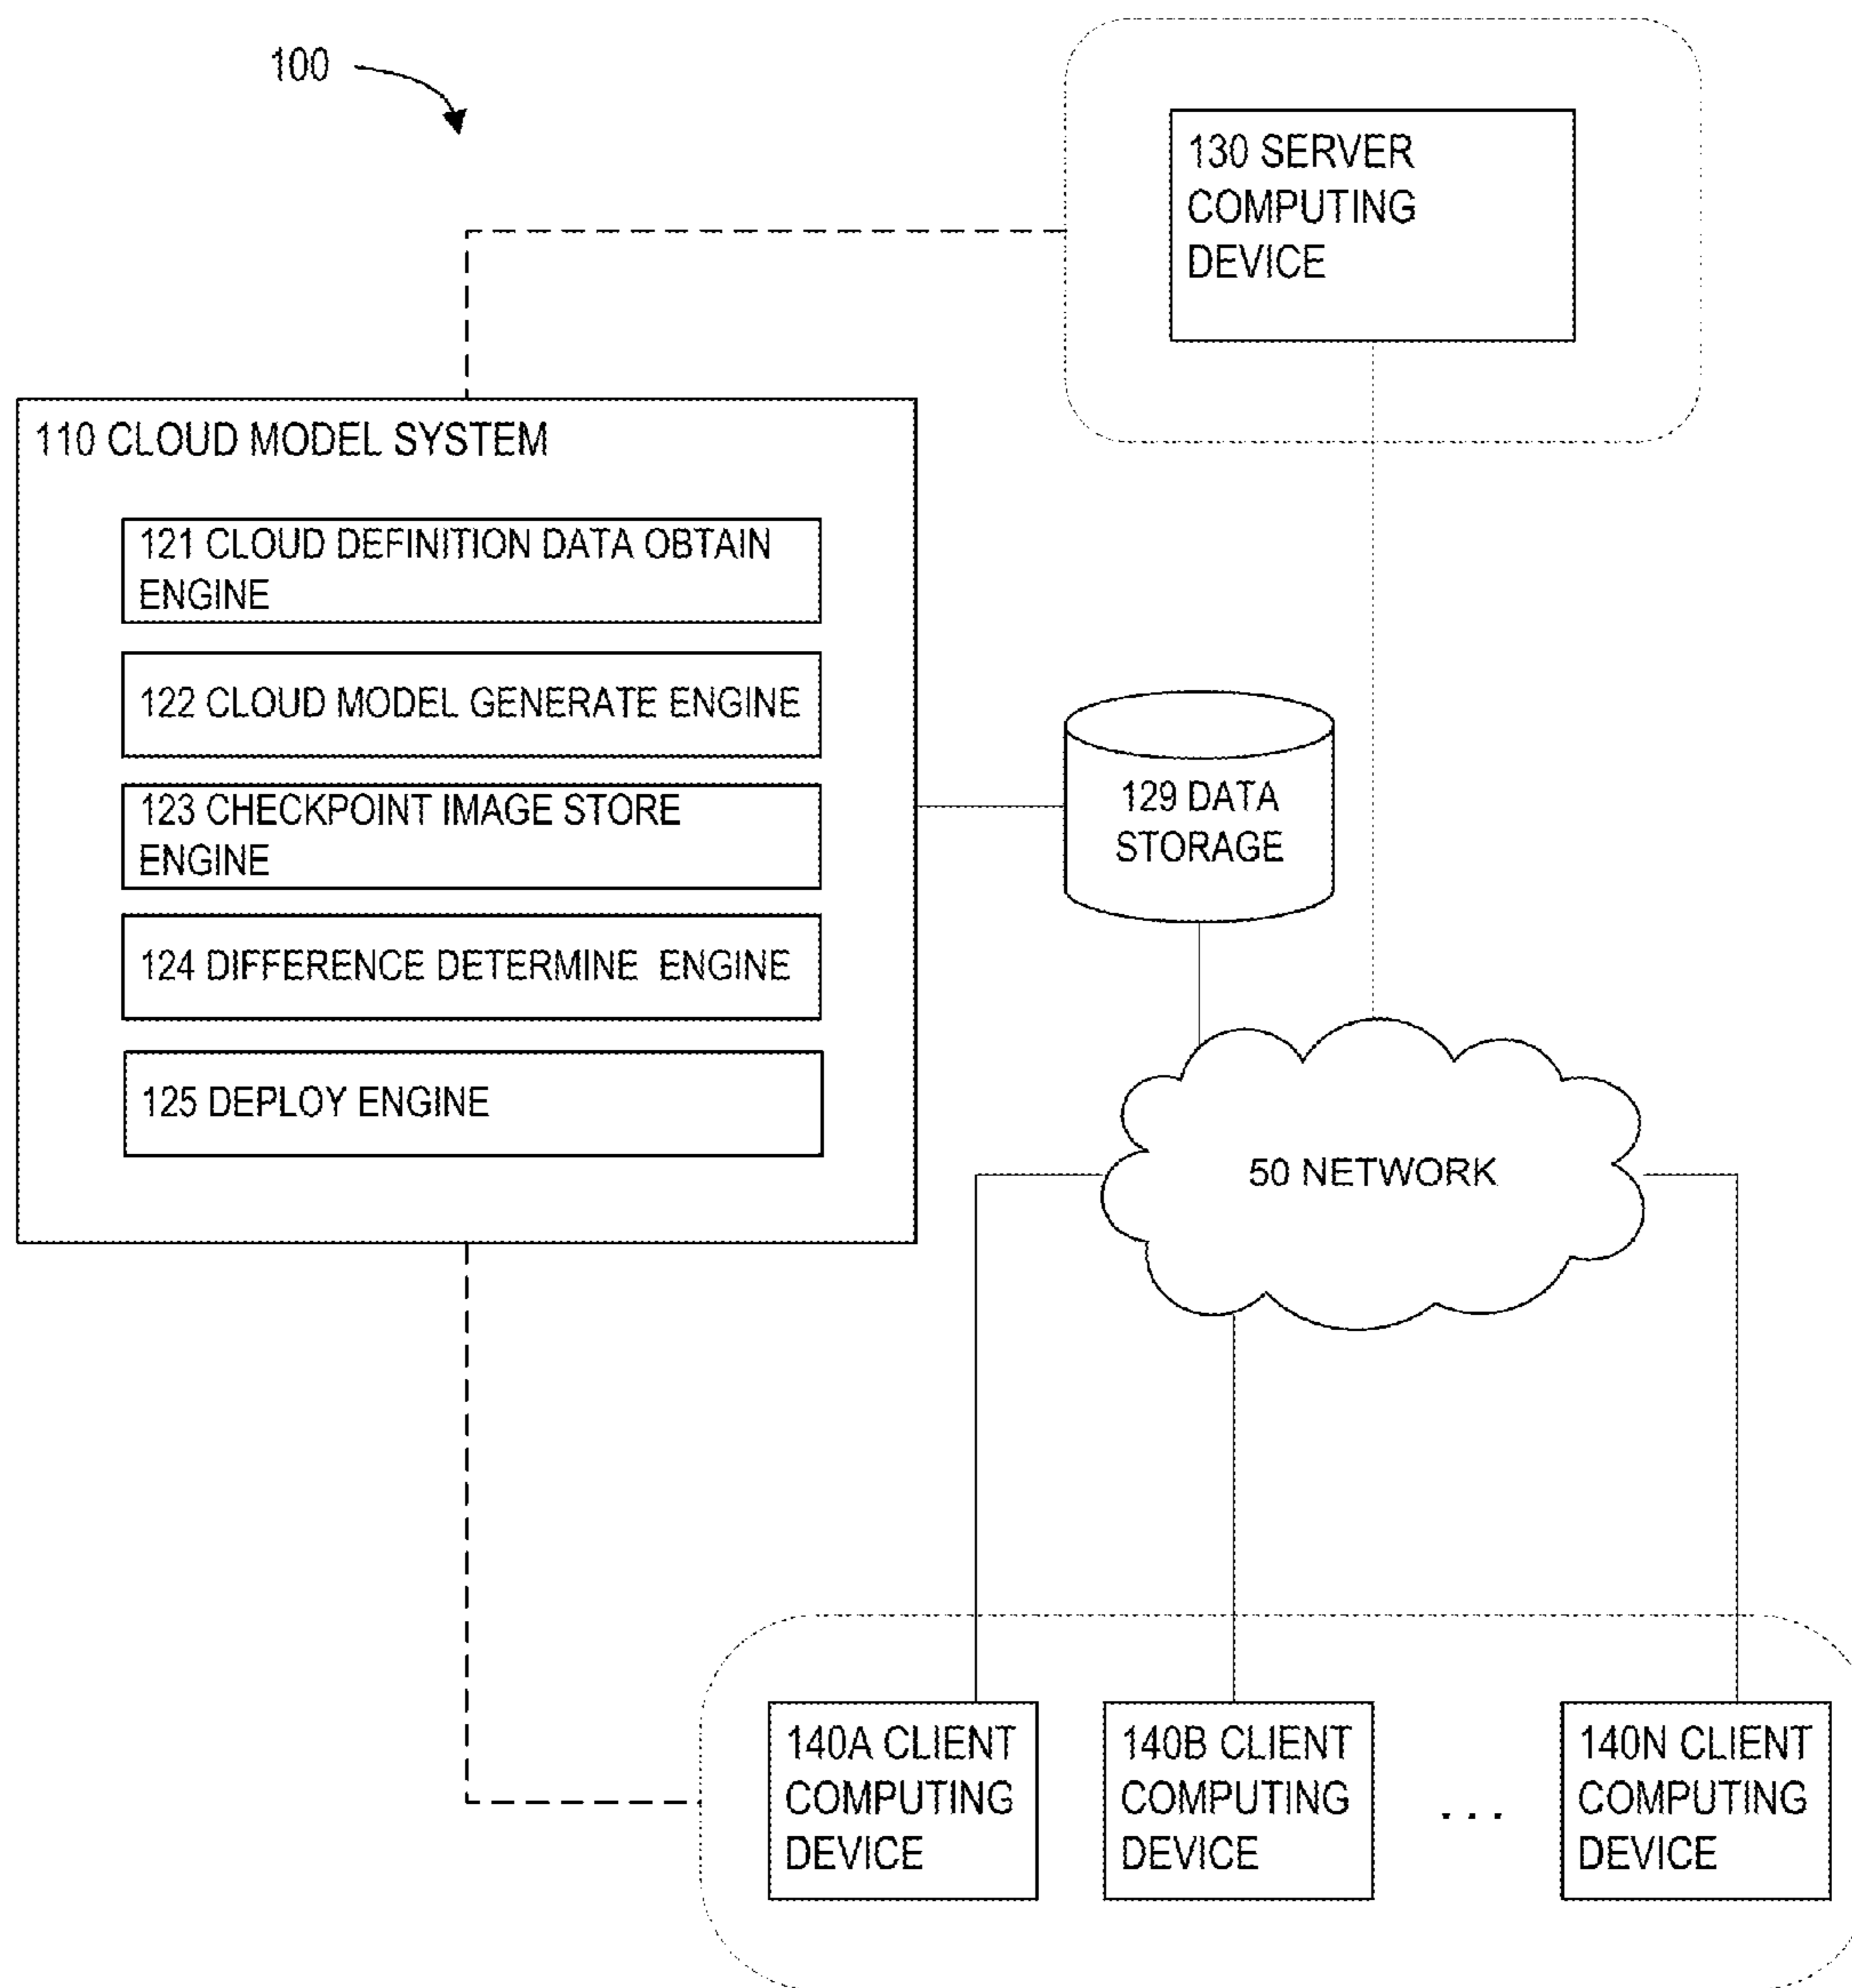 100
130 SERVER
COMPUTING
DEVICE
110 CLOUD MODEL SYSTEM
121 CLOUD DEFINITION DATA OBTAIN
ENGINE
122 CLOUD MODEL GENERATE ENGINE
123 CHECKPOINT IMAGE STORE
ENGINE
124 DIFFERENCE DETERMINE ENGINE
125 DEPLOY ENGINE
129 DATA
STORAGE
50 NETWORK
140A CLIENT
COMPUTING
DEVICE
140B CLIENT
COMPUTING
DEVICE
. . .
140N CLIENT
COMPUTING
DEVICE